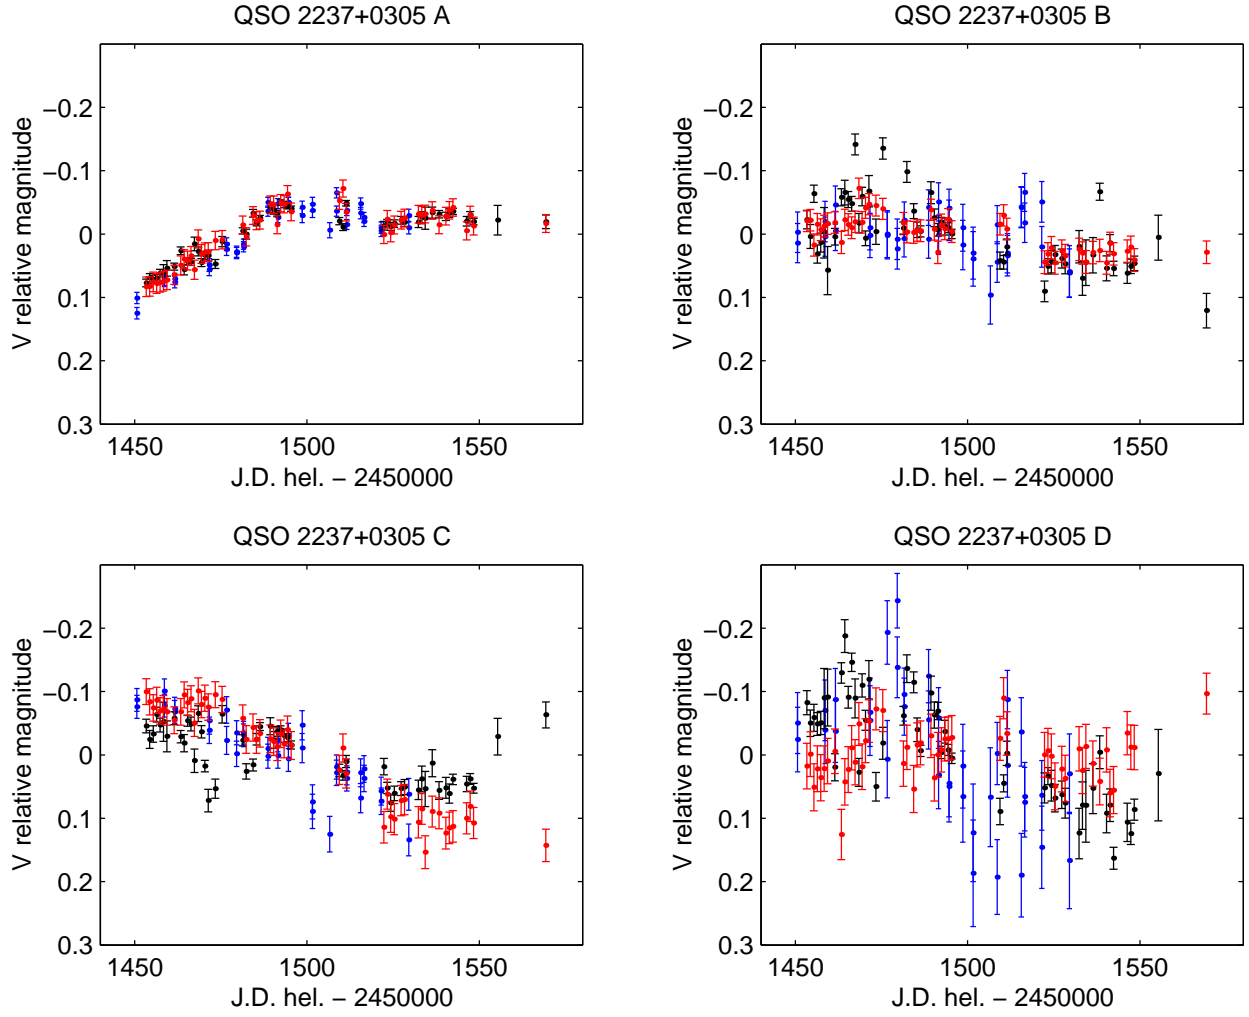 QSO 2237+0305 A
−0.2
−0.1
0
0.1
0.2
0.3
V relative magnitude
1450 1500 1550
J.D. hel. − 2450000
QSO 2237+0305 B
−0.2
−0.1
0
0.1
0.2
0.3
V relative magnitude
1450 1500 1550
J.D. hel. − 2450000
QSO 2237+0305 C
−0.2
−0.1
0
0.1
0.2
0.3
V relative magnitude
1450 1500 1550
J.D. hel. − 2450000
QSO 2237+0305 D
−0.2
−0.1
0
0.1
0.2
0.3
V relative magnitude
1450 1500 1550
J.D. hel. − 2450000